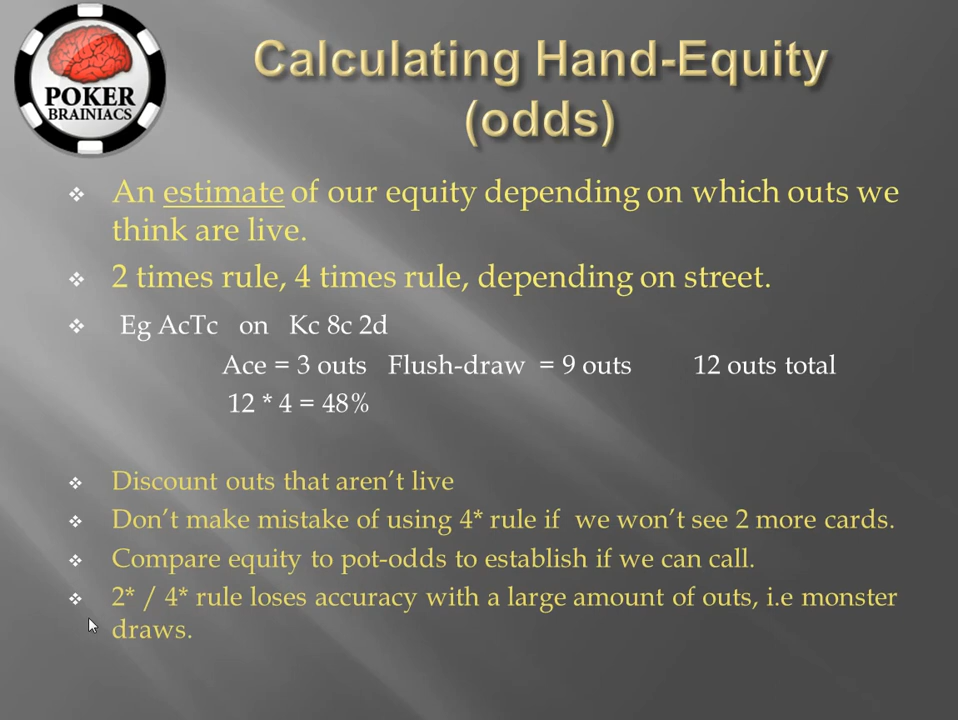 POKER
BRAINIACS
Calculating Hand-Equity
(odds)
An estimate of our equity depending on which outs we
think are live.
2 times rule, 4 times rule, depending on street.
Eg AcTc on Kc 8c 2d
Ace = 3 outs Flush-draw = 9 outs 12 outs total
12 * 4 = 48%
Discount outs that aren’t live
Don’t make mistake of using 4* rule if we won’t see 2 more cards.
Compare equity to pot-odds to establish if we can call.
2* / 4* rule loses accuracy with a large amount of outs, i.e monster
draws.